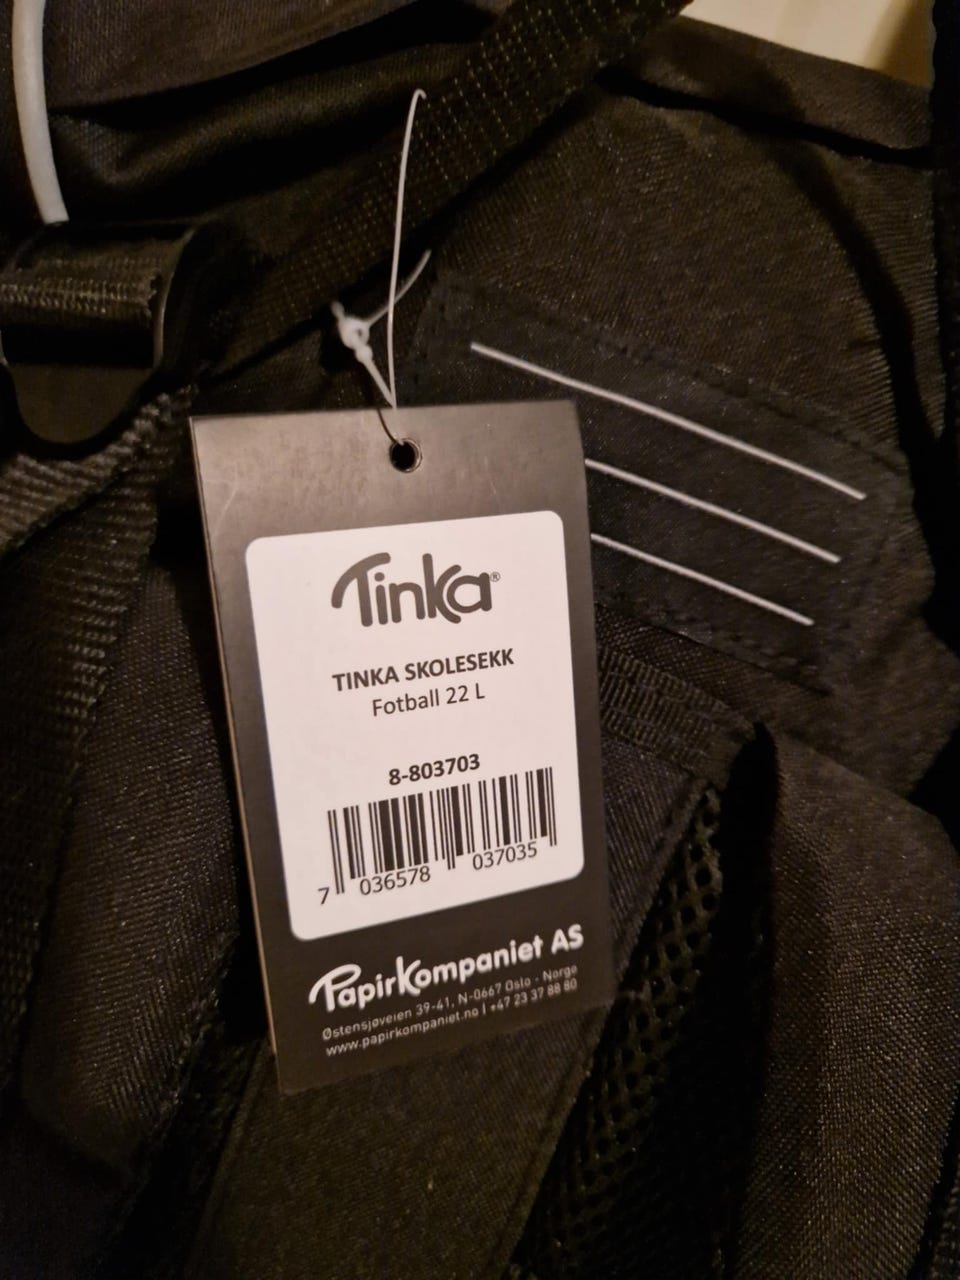 Tinka®
TINKA SKOLESEKK
Fotball 22 L
8-803703
7 036578 037035
PapirKompaniet AS
Østensjøveien 39-41, N-0667 Oslo - Norge
www.papirkompaniet.no | +47 23 37 88 80